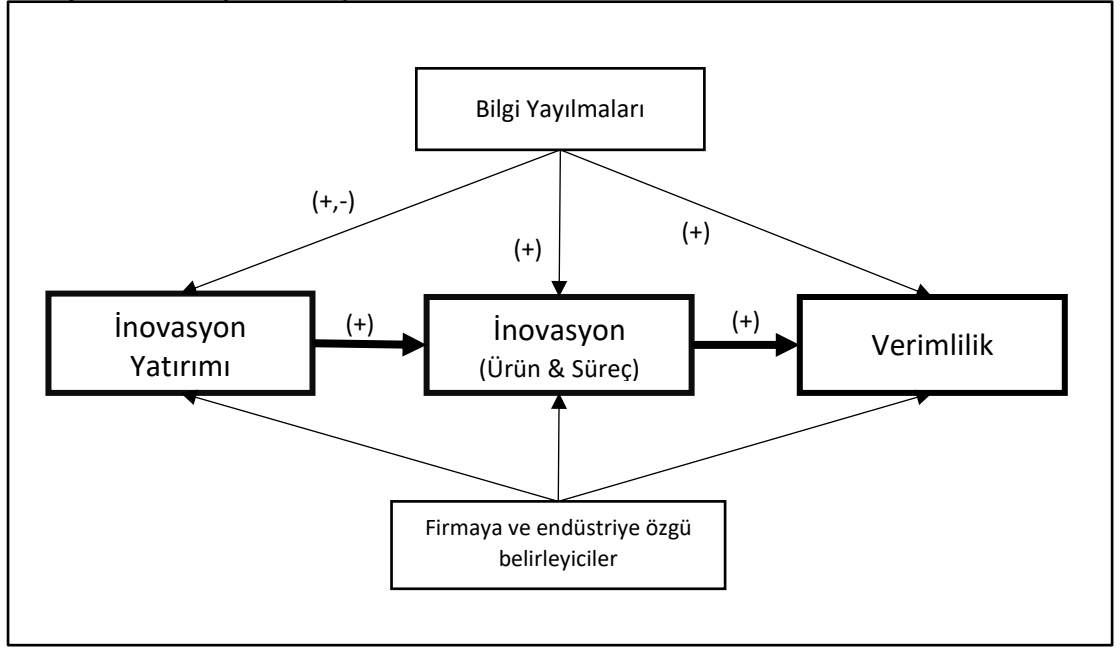 Bilgi Yayılmaları
(+,-)
(+)
(+)
İnovasyon
Yatırımı
(+)
İnovasyon
(Ürün & Süreç)
(+)
Verimlilik
Firmaya ve endüstriye özgü
belirleyiciler